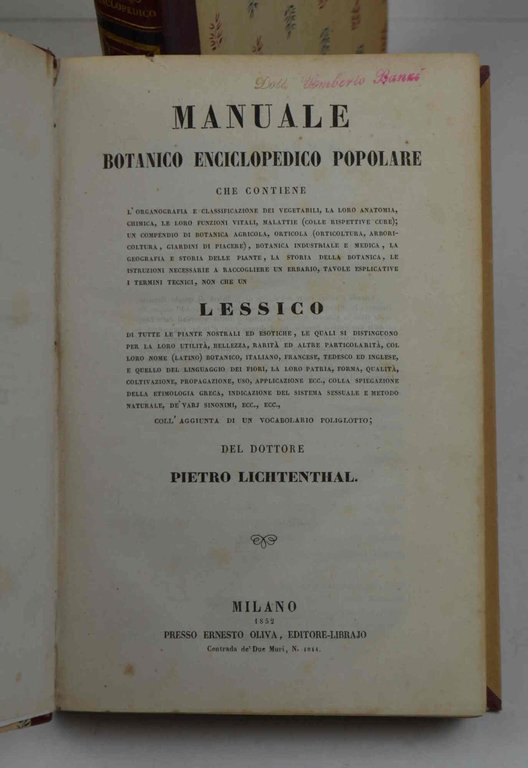 NCICLOPEDICO
Dott. Umberto Banzi
MANUALE
BOTANICO ENCICLOPEDICO POPOLARE
CHE CONTIENE
L'ORGANOGRAFIA E CLASSIFICAZIONE DEI VEGETABILI, LA LORO ANATOMIA,
CHIMICA, LE LORO FUNZIONI VITALI, MALATTIE (COLLE RISPETTIVE CURE);
UN COMPENDIO DI BOTANICA AGRICOLA, ORTICOLA (ORTICOLTURA, ARBORI-
COLTURA, GIARDINI DI PIACERE), BOTANICA INDUSTRIALE E MEDICA, LA
GEOGRAFIA E STORIA DELLE PIANTE, LA STORIA DELLA BOTANICA, LE
ISTRUZIONI NECESSARIE A RACCOGLIERE UN ERBARIO, TAVOLE ESPLICATIVE
I TERMINI TECNICI, NON CHE UN
LESSICO
DI TUTTE LE PIANTE NOSTRALI ED ESOTICHE, LE QUALI SI DISTINGUONO
PER LA LORO UTILITÀ, BELLEZZA, RARITÀ ED ALTRE PARTICOLARITÀ, COL
LORO NOME (LATINO) BOTANICO, ITALIANO, FRANCESE, TEDESCO ED INGLESE,
E QUELLO DEL LINGUAGGIO DEI FIORI, LA LORO PATRIA, FORMA, QUALITÀ,
COLTIVAZIONE, PROPAGAZIONE, USO, APPLICAZIONE ECC., COLLA SPIEGAZIONE
DELLA ETIMOLOGIA GRECA, INDICAZIONE DEL SISTEMA SESSUALE E METODO
NATURALE, DE' VARJ SINONIMI, ECC., ECC.,
COLL'AGGIUNTA DI UN VOCABOLARIO POLIGLOTTO;
DEL DOTTORE
PIETRO LICHTENTHAL.
MILANO
1852
PRESSO ERNESTO OLIVA, EDITORE-LIBRAJO
Contrada de' Due Muri, N. 1044.